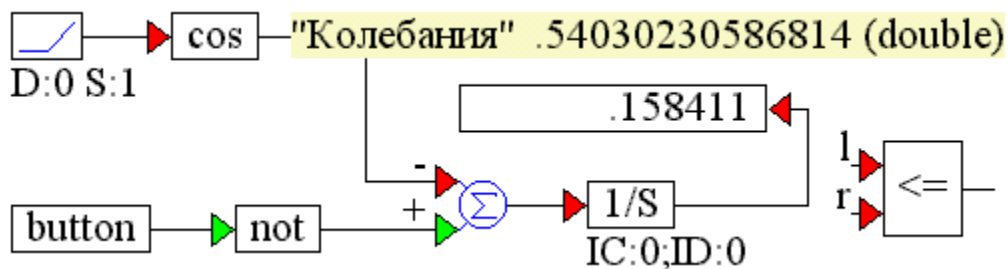 cos "Колебания" .54030230586814 (double)
D:0 S:1
.158411
l
- <=
r
+ Σ 1/S
button not
IC:0;ID:0